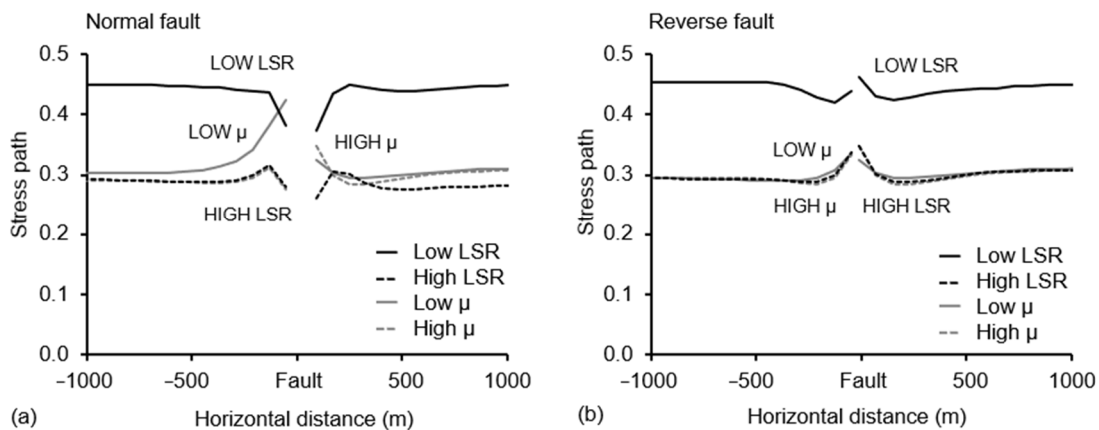 Normal fault
0.5
0.4
0.3
0.2
0.1
0.0
Stress path
LOW LSR
LOW μ
HIGH μ
HIGH LSR
Low LSR
High LSR
Low μ
High μ
–1000
–500
Fault
500
1000
(a)
Horizontal distance (m)
Reverse fault
0.5
0.4
0.3
0.2
0.1
0.0
Stress path
LOW LSR
LOW μ
HIGH μ
HIGH LSR
Low LSR
High LSR
Low μ
High μ
–1000
–500
Fault
500
1000
(b)
Horizontal distance (m)